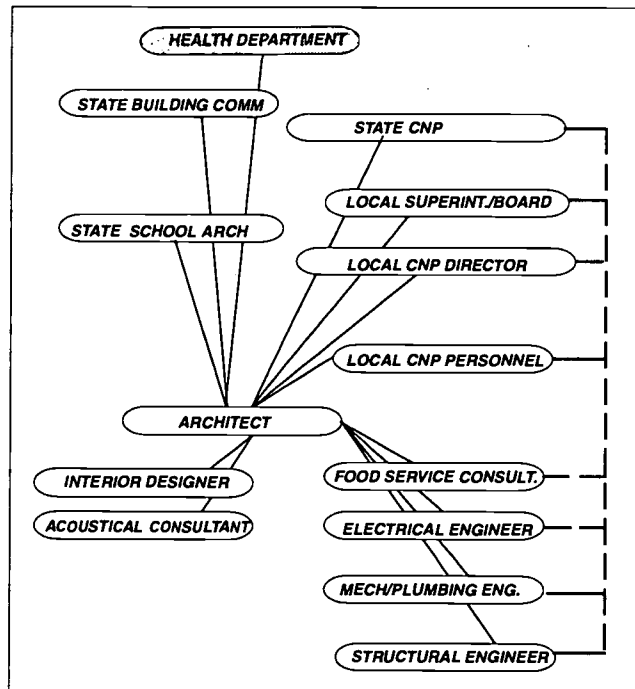 HEALTH DEPARTMENT
STATE BUILDING COMM
STATE CNP
LOCAL SUPERINT./BOARD
STATE SCHOOL ARCH
LOCAL CNP DIRECTOR
LOCAL CNP PERSONNEL
ARCHITECT
INTERIOR DESIGNER
FOOD SERVICE CONSULT.
ACOUSTICAL CONSULTANT
ELECTRICAL ENGINEER
MECH/PLUMBING ENG.
STRUCTURAL ENGINEER